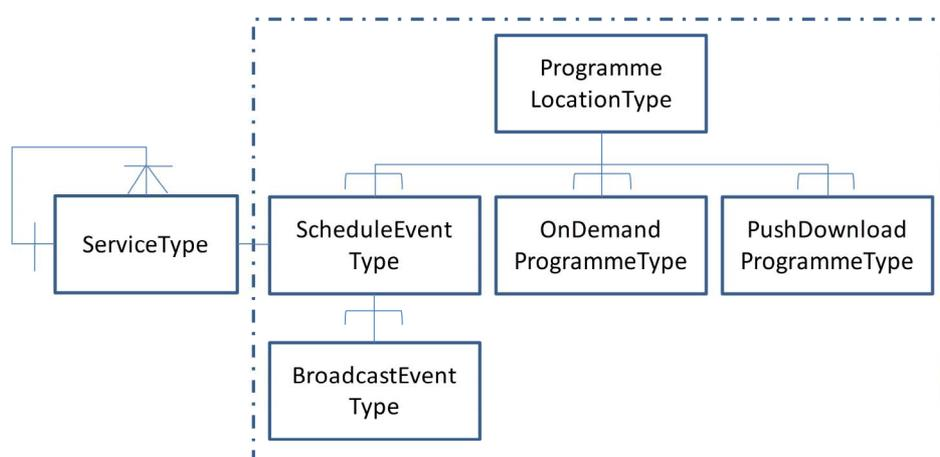 Programme
LocationType
ServiceType
ScheduleEvent
Type
OnDemand
ProgrammeType
PushDownload
ProgrammeType
BroadcastEvent
Type